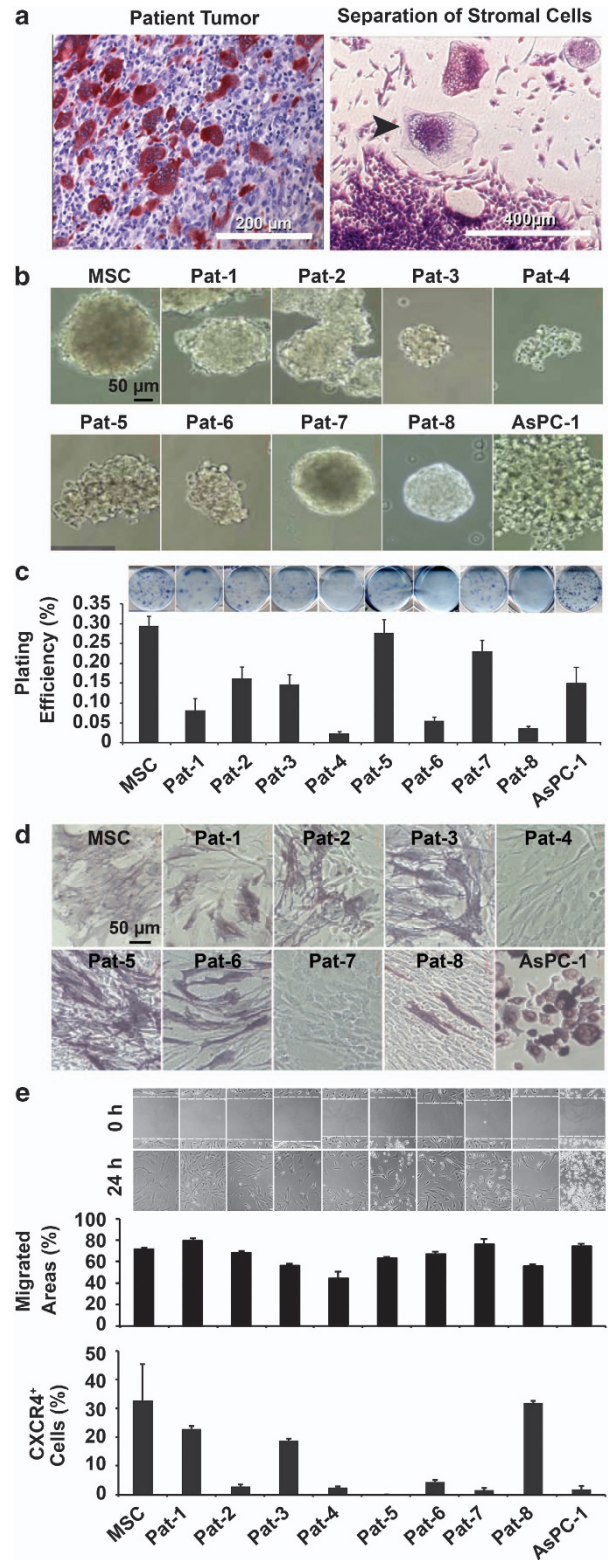 a
Patient Tumor
Separation of Stromal Cells
200 µm
400µm
b
MSC Pat-1 Pat-2 Pat-3 Pat-4
50 µm
Pat-5 Pat-6 Pat-7 Pat-8 AsPC-1
c
Plating
Efficiency (%)
0.35
0.30
0.25
0.20
0.15
0.10
0.05
0
MSC Pat-1 Pat-2 Pat-3 Pat-4 Pat-5 Pat-6 Pat-7 Pat-8 AsPC-1
d
MSC Pat-1 Pat-2 Pat-3 Pat-4
50 µm
Pat-5 Pat-6 Pat-7 Pat-8 AsPC-1
e
0 h
24 h
Migrated
Areas (%)
100
80
60
40
20
0
CXCR4+
Cells (%)
50
40
30
20
10
0
MSC Pat-1 Pat-2 Pat-3 Pat-4 Pat-5 Pat-6 Pat-7 Pat-8 AsPC-1